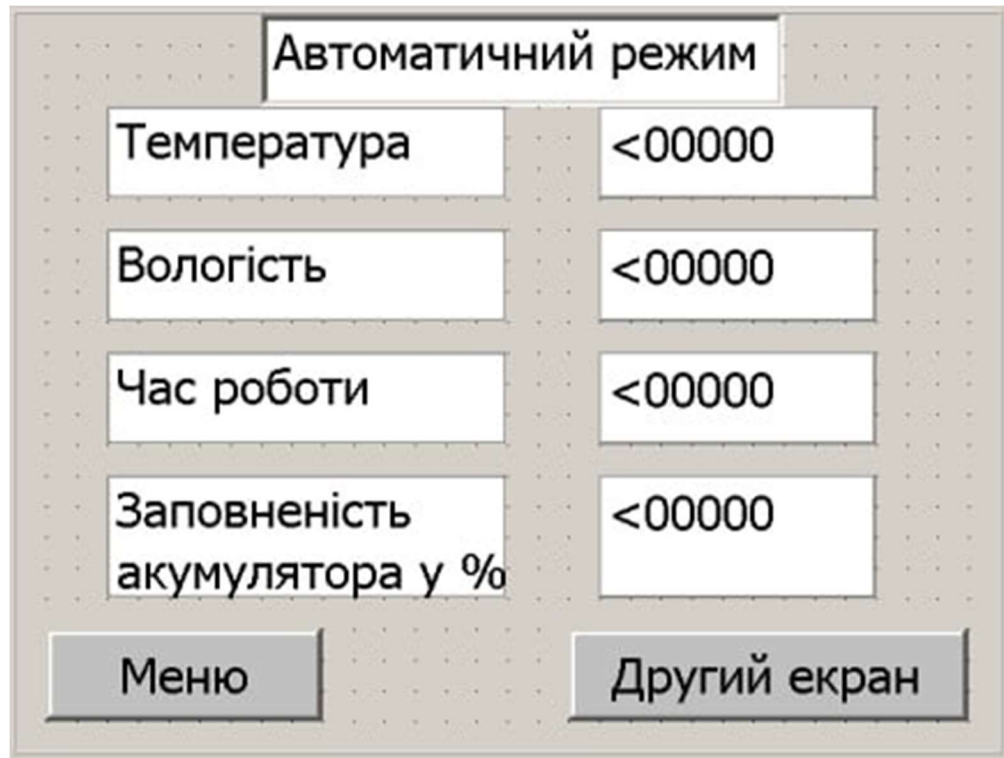 Автоматичний режим
Температура <00000
Вологість <00000
Час роботи <00000
Заповненість <00000
акумулятора у %
Меню Другий екран